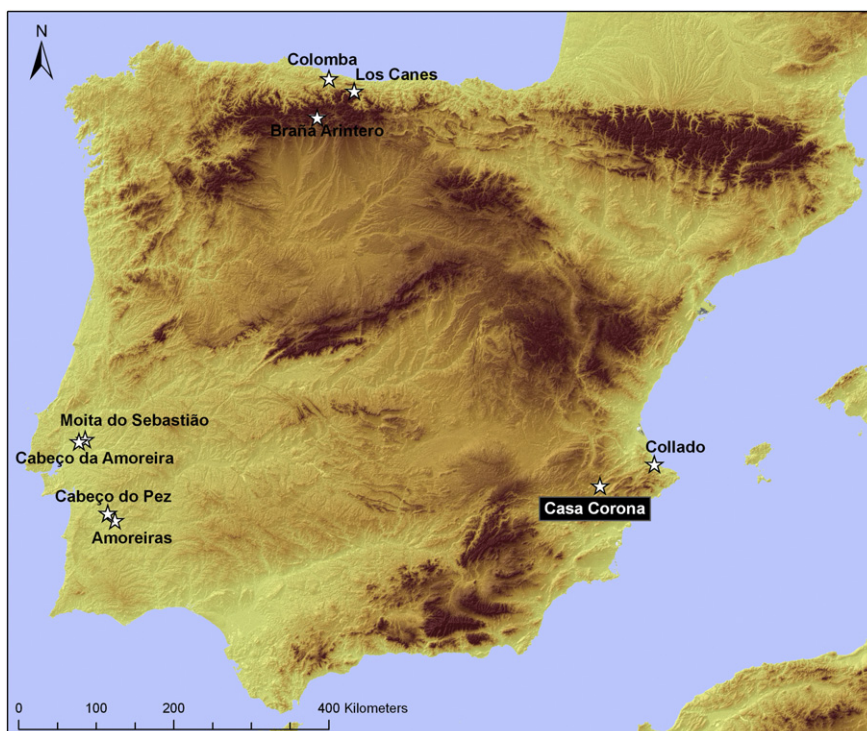 N
Colomba
Los Canes
Braña Arintero
Moita do Sebastião
Cabeço da Amoreira
Collado
Cabeço do Pez
Casa Corona
Amoreiras
0 100 200 400 Kilometers